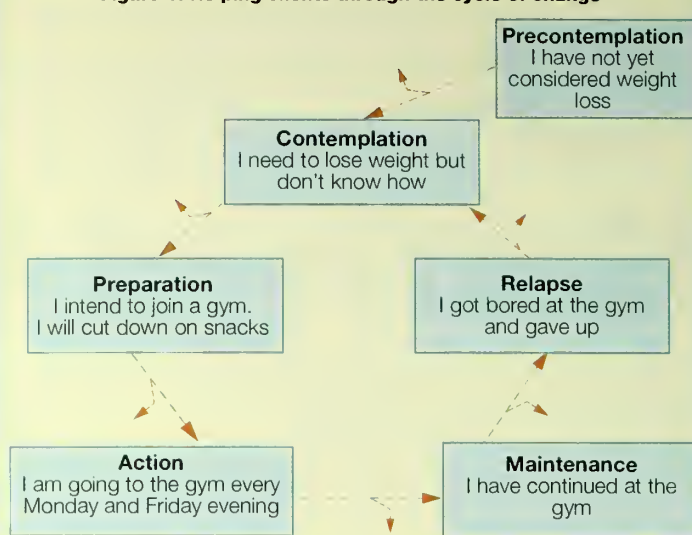 Precontemplation
I have not yet
considered weight
loss
Contemplation
I need to lose weight but
don't know how
Preparation
I intend to join a gym.
I will cut down on snacks
Relapse
I got bored at the gym
and gave up
Action
I am going to the gym every
Monday and Friday evening
Maintenance
I have continued at the
gym